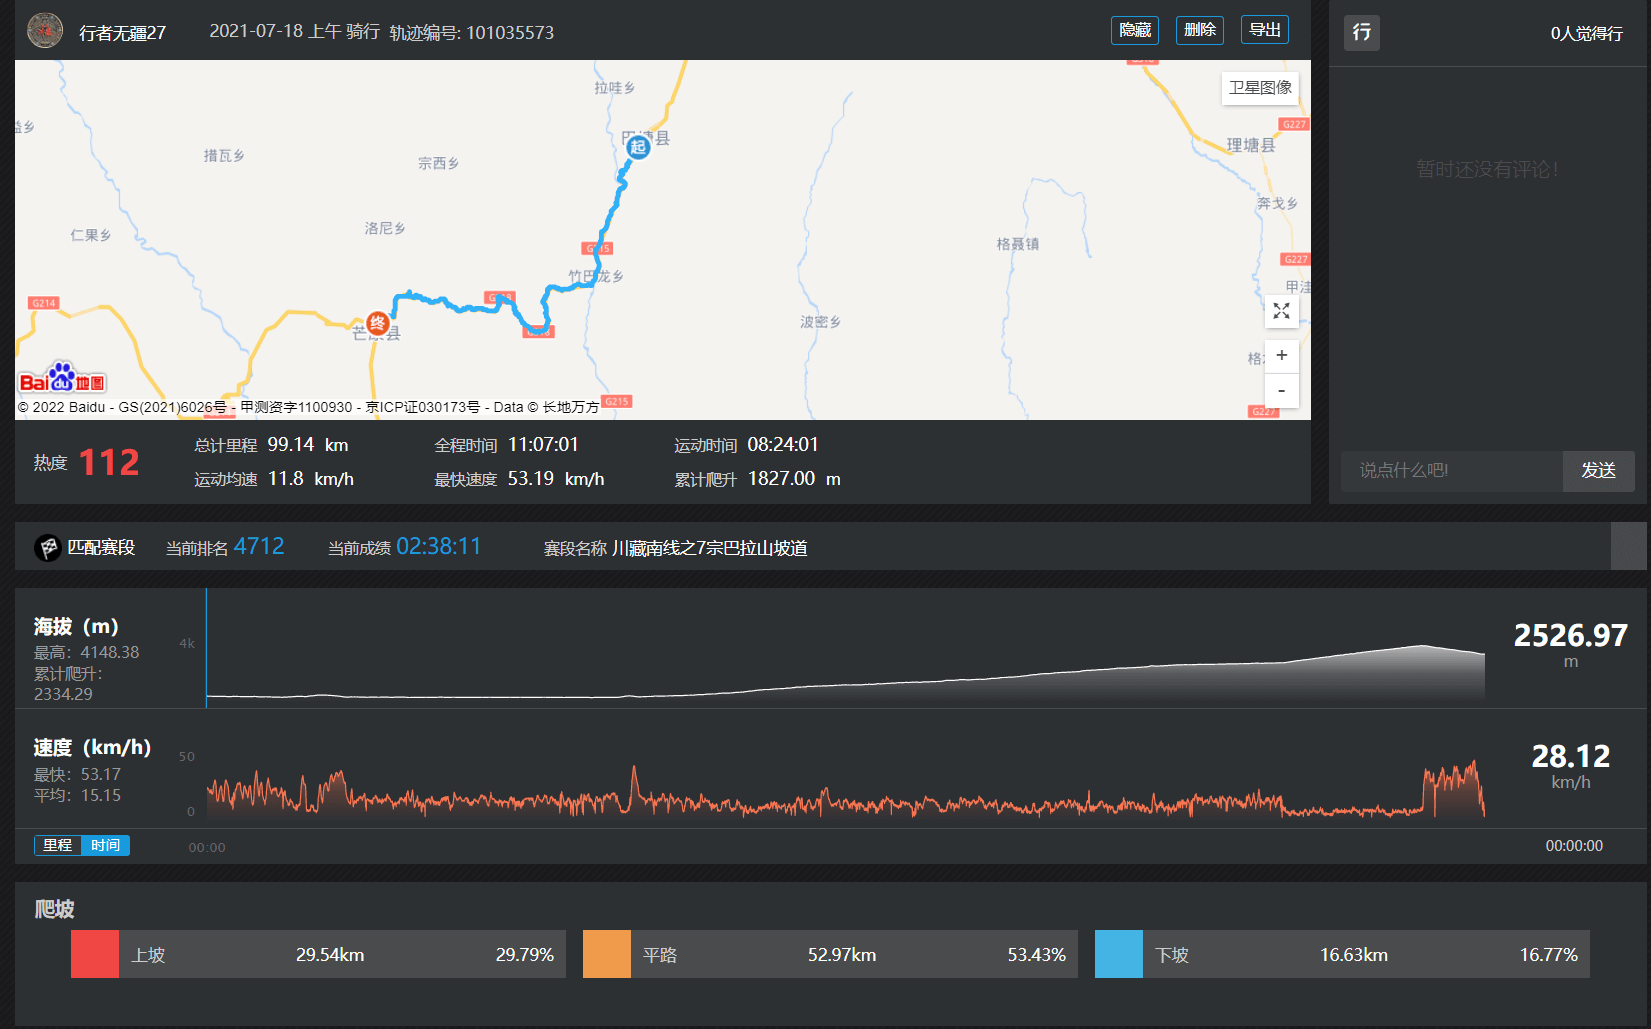 行者无疆27
2021-07-18 上午 骑行 轨迹编号: 101035573
隐藏 删除 导出
行
0人觉得行
卫星图像
拉哇乡
起
措瓦乡
宗西乡
理塘县
G227
洛尼乡
仁果乡
奔戈乡
格聂镇
竹巴龙乡
G227
甲洼
G214
终
波密乡
格
+
-
Bai du 地图
G215
G227
© 2022 Baidu - GS(2021)6026号 - 甲测资字1100930 - 京ICP证030173号 - Data © 长地万方
暂时还没有评论！
说点什么吧!
发送
热度 112
总计里程 99.14 km 全程时间 11:07:01 运动时间 08:24:01
运动均速 11.8 km/h 最快速度 53.19 km/h 累计爬升 1827.00 m
匹配赛段 当前排名 4712 当前成绩 02:38:11 赛段名称 川藏南线之7宗巴拉山坡道
海拔（m）
最高：4148.38
累计爬升：
2334.29
4k
2526.97
m
速度（km/h）
最快：53.17
平均：15.15
50
0
28.12
km/h
里程 时间
00:00
00:00:00
爬坡
上坡 29.54km 29.79%
平路 52.97km 53.43%
下坡 16.63km 16.77%